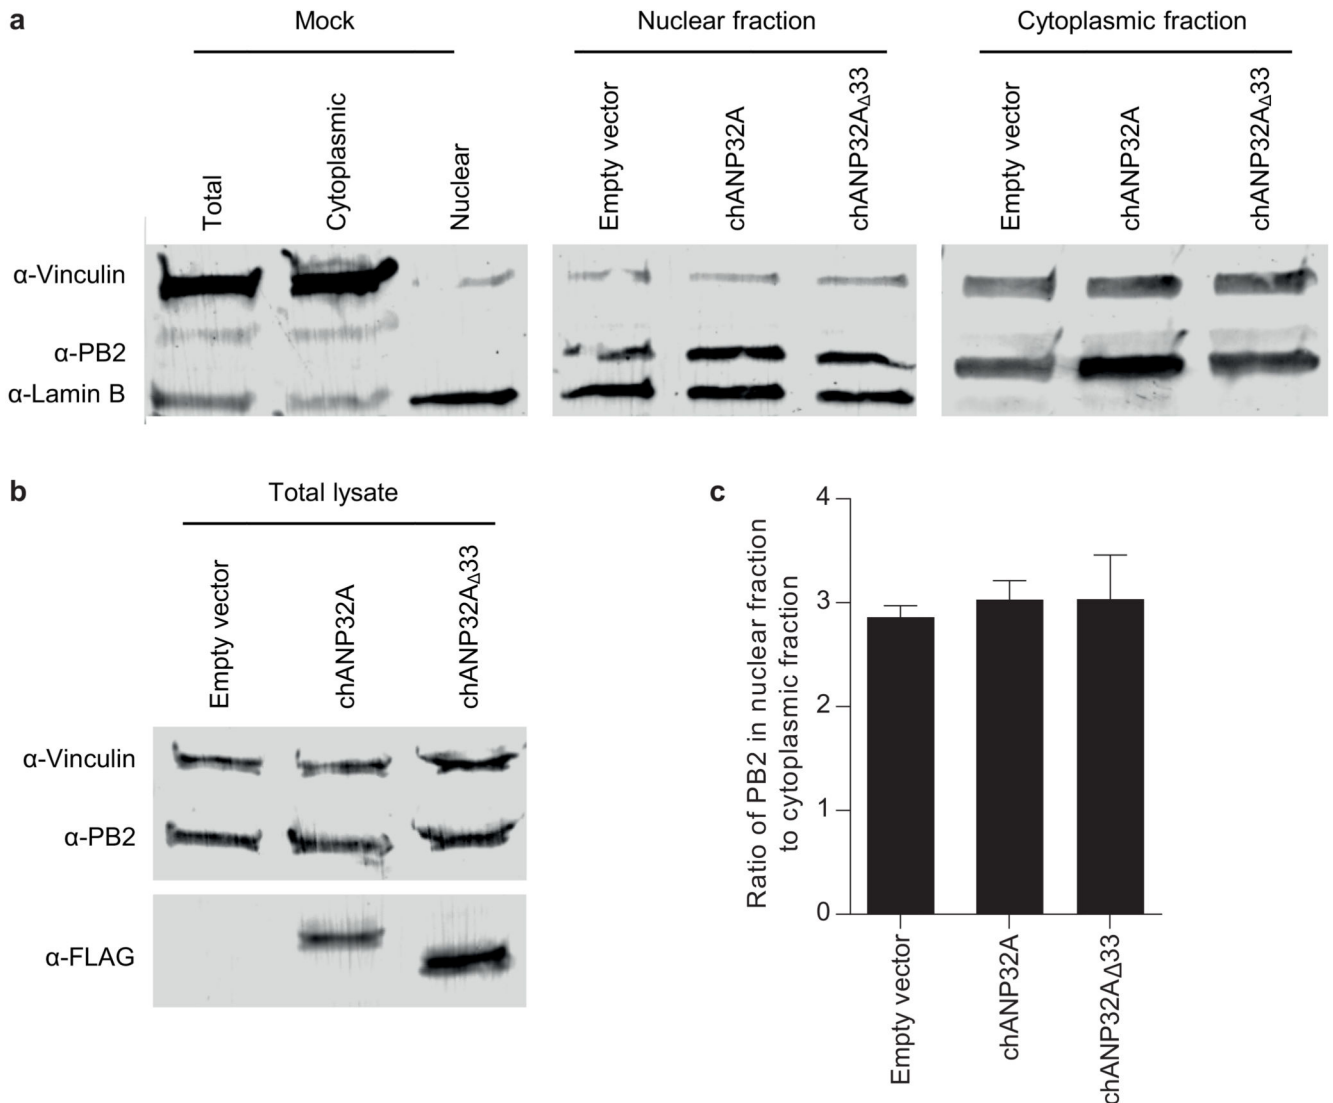 a
Mock
Nuclear fraction
Cytoplasmic fraction
Total
Cytoplasmic
Nuclear
Empty vector
chANP32A
chANP32AΔ33
Empty vector
chANP32A
chANP32AΔ33
α-Vinculin
α-PB2
α-Lamin B
b
Total lysate
Empty vector
chANP32A
chANP32AΔ33
α-Vinculin
α-PB2
α-FLAG
c
Ratio of PB2 in nuclear fraction
to cytoplasmic fraction
4
3
2
1
0
Empty vector
chANP32A
chANP32AΔ33